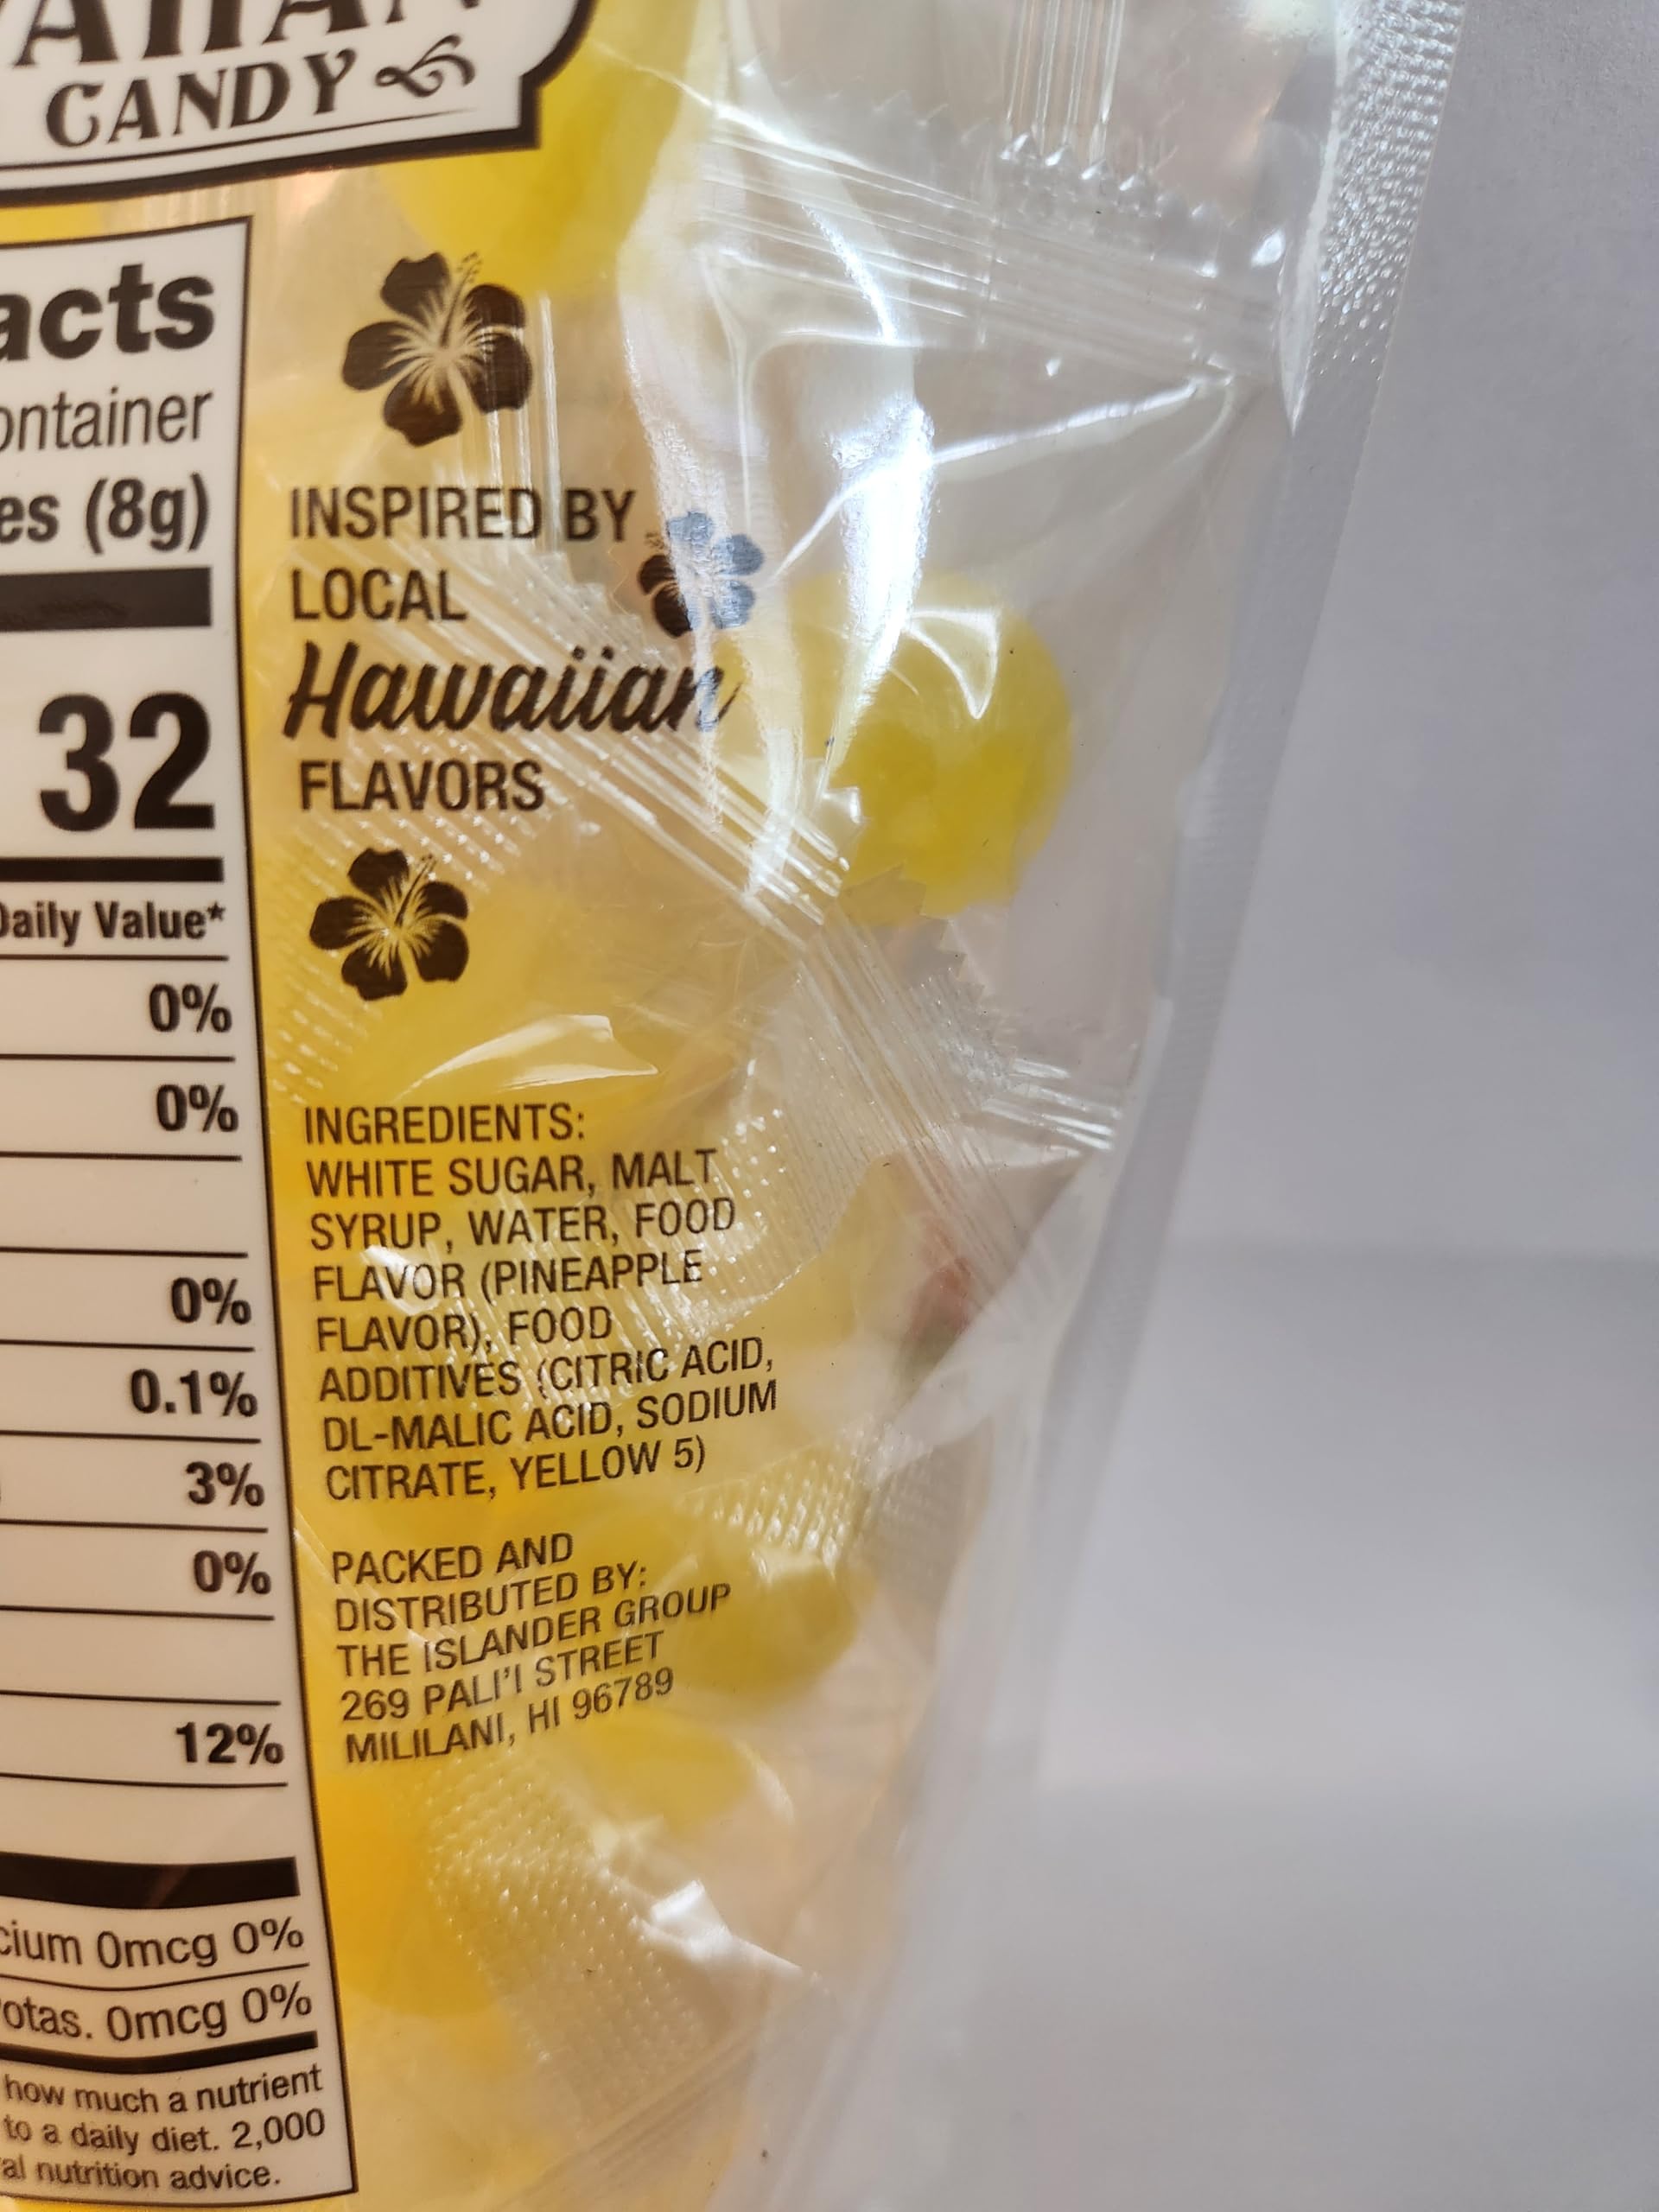 CANDY
acts
ontainer
es (8g)
32
Daily Value*
0%
0%
0%
0.1%
3%
0%
12%
cium 0mcg 0%
otas. 0mcg 0%
how much a nutrient
to a daily diet. 2,000
al nutrition advice.
INSPIRED BY
LOCAL
Hawaiian
FLAVORS
INGREDIENTS:
WHITE SUGAR, MALT
SYRUP, WATER, FOOD
FLAVOR (PINEAPPLE
FLAVOR), FOOD
ADDITIVES (CITRIC ACID,
DL-MALIC ACID, SODIUM
CITRATE, YELLOW 5)
PACKED AND
DISTRIBUTED BY:
THE ISLANDER GROUP
269 PALI'I STREET
MILILANI, HI 96789